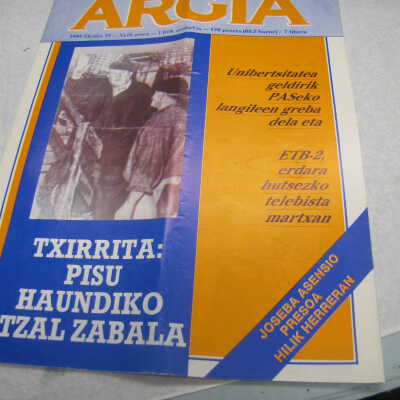 ARGIA
Unibertsitatea
geldirik
PASeko
langileen greba
dela eta
ETB-2,
erdara
hutsezko
telebista
martxan
TXIRRITA:
PISU
HAUNDIKO
TZAL ZABALA
JOSEBA ASENSIO
PRESOA
HILIK HERRERAN